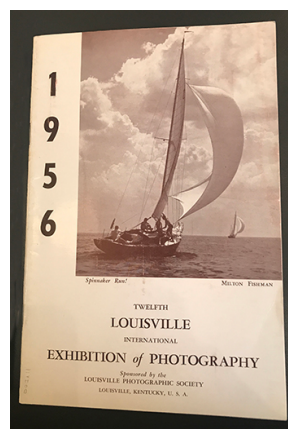 1
9
5
6
Spinnaker Run!
MILTON FISHMAN
TWELFTH
LOUISVILLE
INTERNATIONAL
EXHIBITION of PHOTOGRAPHY
Sponsored by the
LOUISVILLE PHOTOGRAPHIC SOCIETY
LOUISVILLE, KENTUCKY, U. S. A.